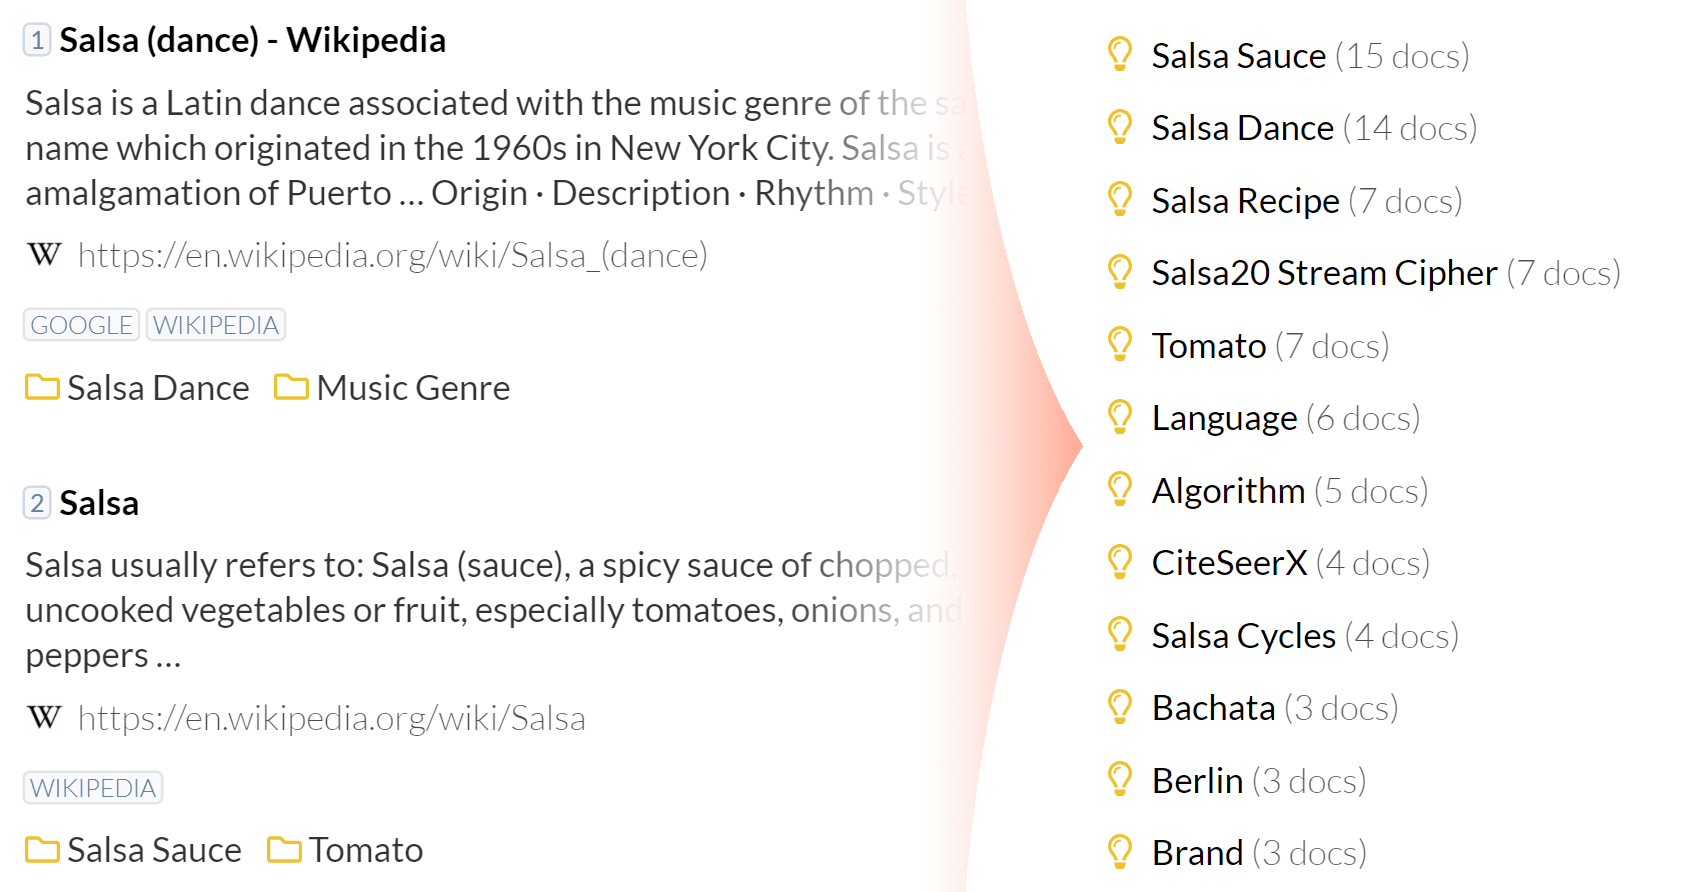 1 Salsa (dance) - Wikipedia
Salsa is a Latin dance associated with the music genre of the sa
name which originated in the 1960s in New York City. Salsa is a
amalgamation of Puerto ... Origin · Description · Rhythm · Style
W https://en.wikipedia.org/wiki/Salsa_(dance)
GOOGLE WIKIPEDIA
Salsa Dance Music Genre
2 Salsa
Salsa usually refers to: Salsa (sauce), a spicy sauce of chopped,
uncooked vegetables or fruit, especially tomatoes, onions, and
peppers ...
W https://en.wikipedia.org/wiki/Salsa
WIKIPEDIA
Salsa Sauce Tomato
Salsa Sauce (15 docs)
Salsa Dance (14 docs)
Salsa Recipe (7 docs)
Salsa20 Stream Cipher (7 docs)
Tomato (7 docs)
Language (6 docs)
Algorithm (5 docs)
CiteSeerX (4 docs)
Salsa Cycles (4 docs)
Bachata (3 docs)
Berlin (3 docs)
Brand (3 docs)